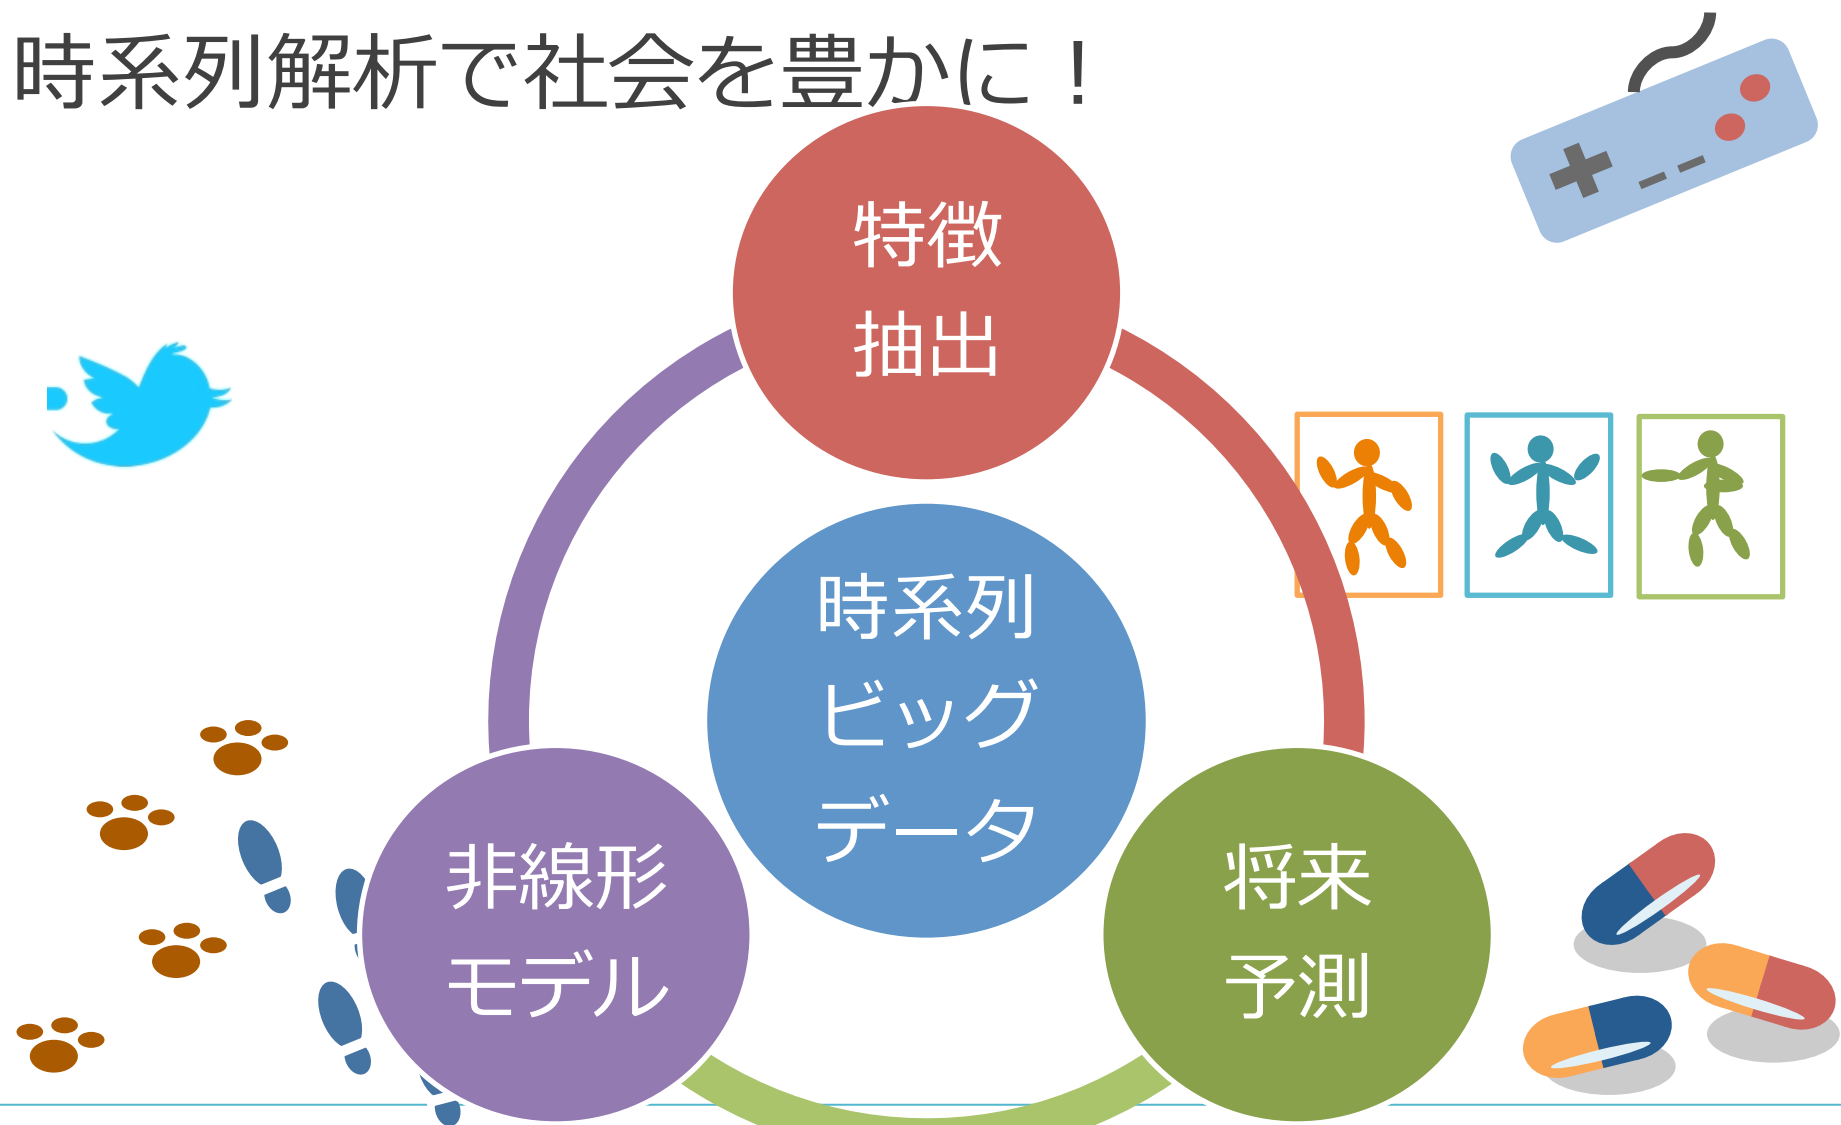 時系列解析で社会を豊かに！
特徴
抽出
時系列
ビッグ
データ
非線形
モデル
将来
予測